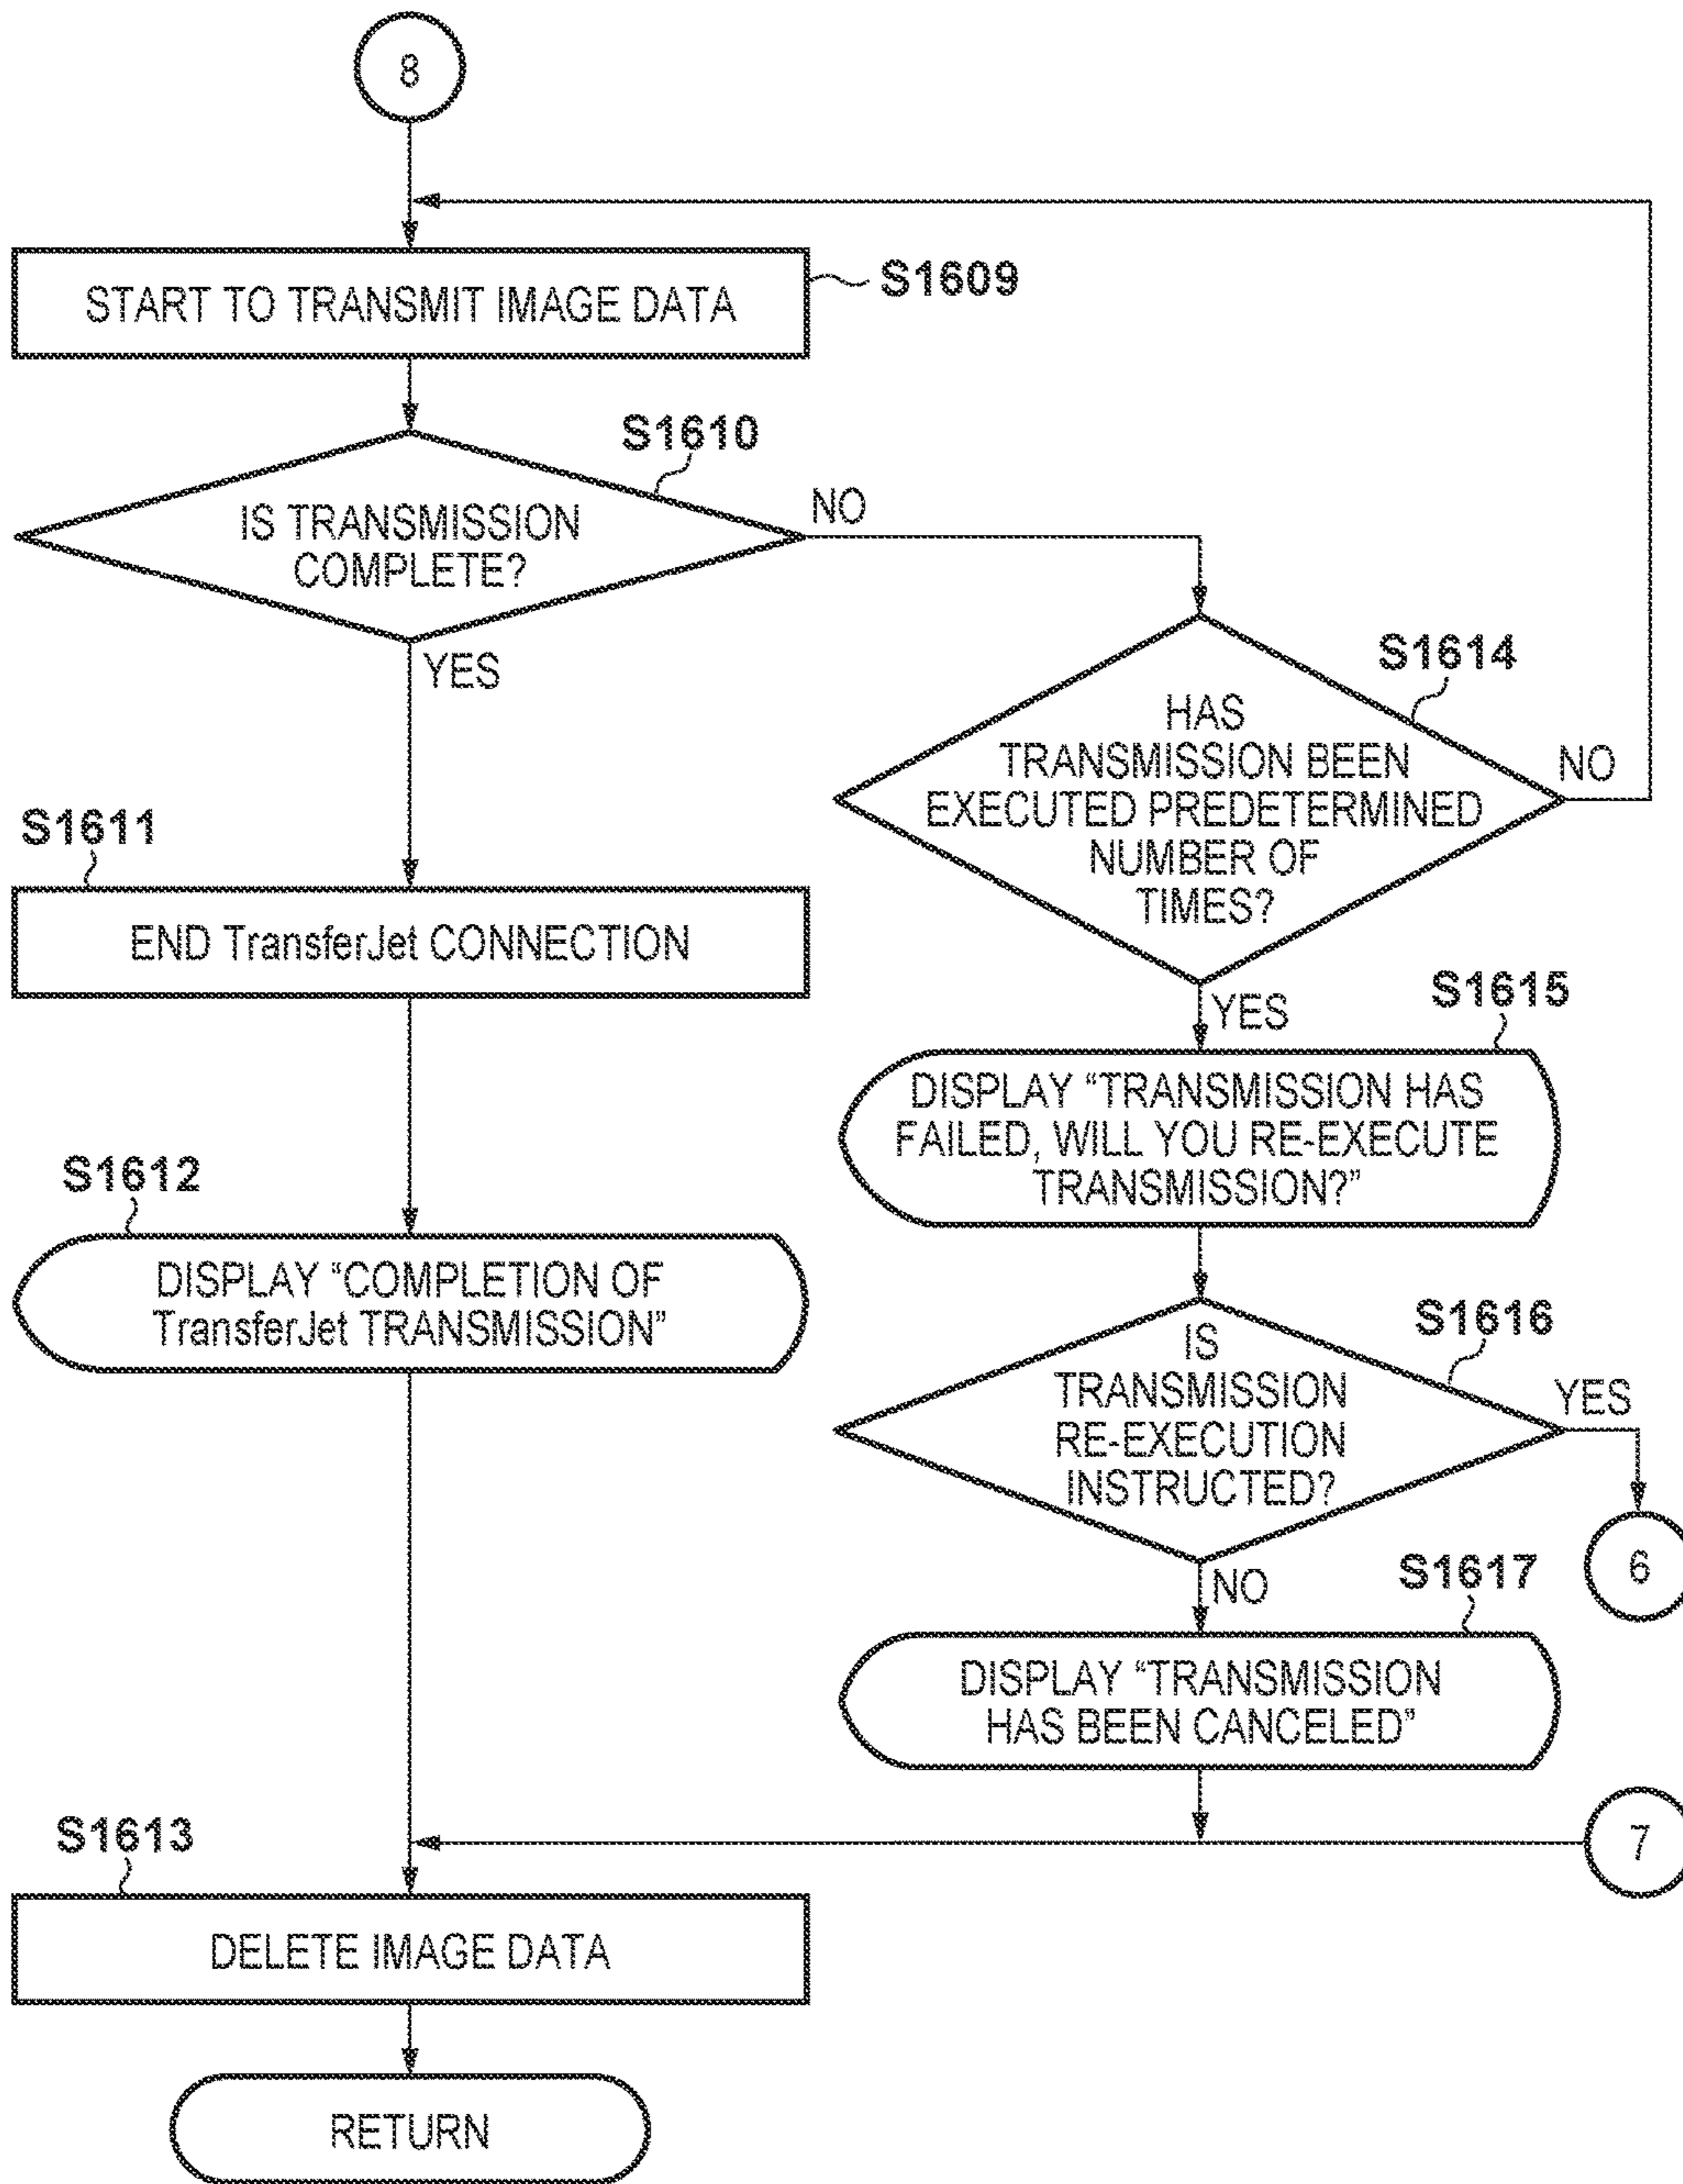 8
START TO TRANSMIT IMAGE DATA
S1609
S1610
IS TRANSMISSION
COMPLETE?
NO
YES
S1614
HAS
TRANSMISSION BEEN
EXECUTED PREDETERMINED
NUMBER OF
TIMES?
NO
YES
S1611
END TransferJet CONNECTION
S1615
DISPLAY “TRANSMISSION HAS
FAILED, WILL YOU RE-EXECUTE
TRANSMISSION?”
S1612
DISPLAY “COMPLETION OF
TransferJet TRANSMISSION”
S1616
IS
TRANSMISSION
RE-EXECUTION
INSTRUCTED?
YES
6
NO
S1617
DISPLAY “TRANSMISSION
HAS BEEN CANCELED”
7
S1613
DELETE IMAGE DATA
RETURN